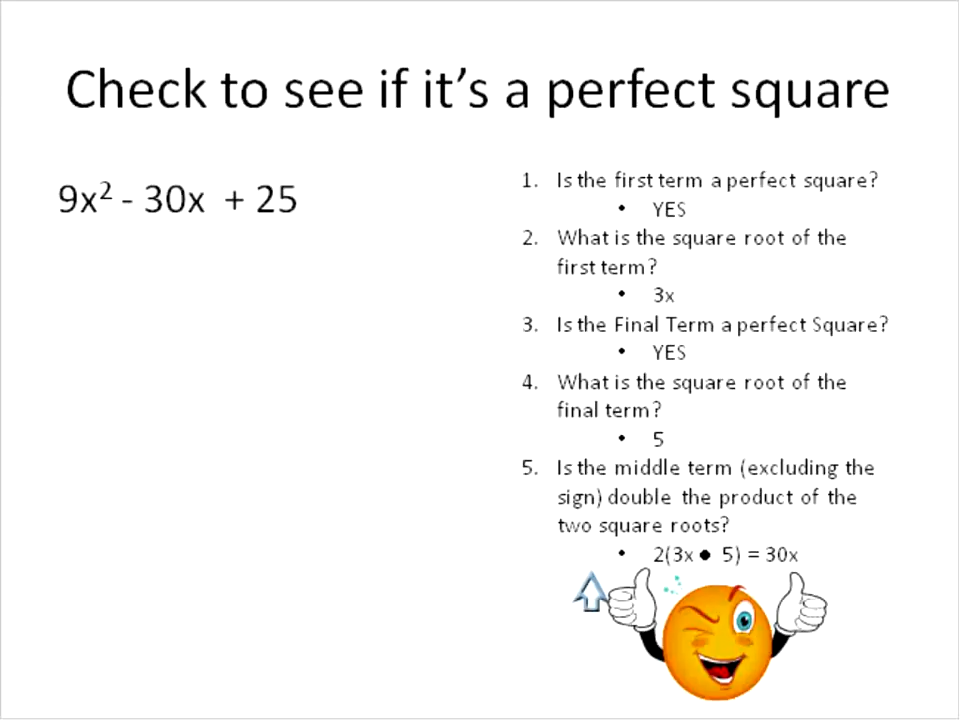 Check to see if it’s a perfect square
9x² - 30x + 25
1. Is the first term a perfect square?
• YES
2. What is the square root of the
first term?
• 3x
3. Is the Final Term a perfect Square?
• YES
4. What is the square root of the
final term?
• 5
5. Is the middle term (excluding the
sign) double the product of the
two square roots?
• 2(3x ● 5) = 30x